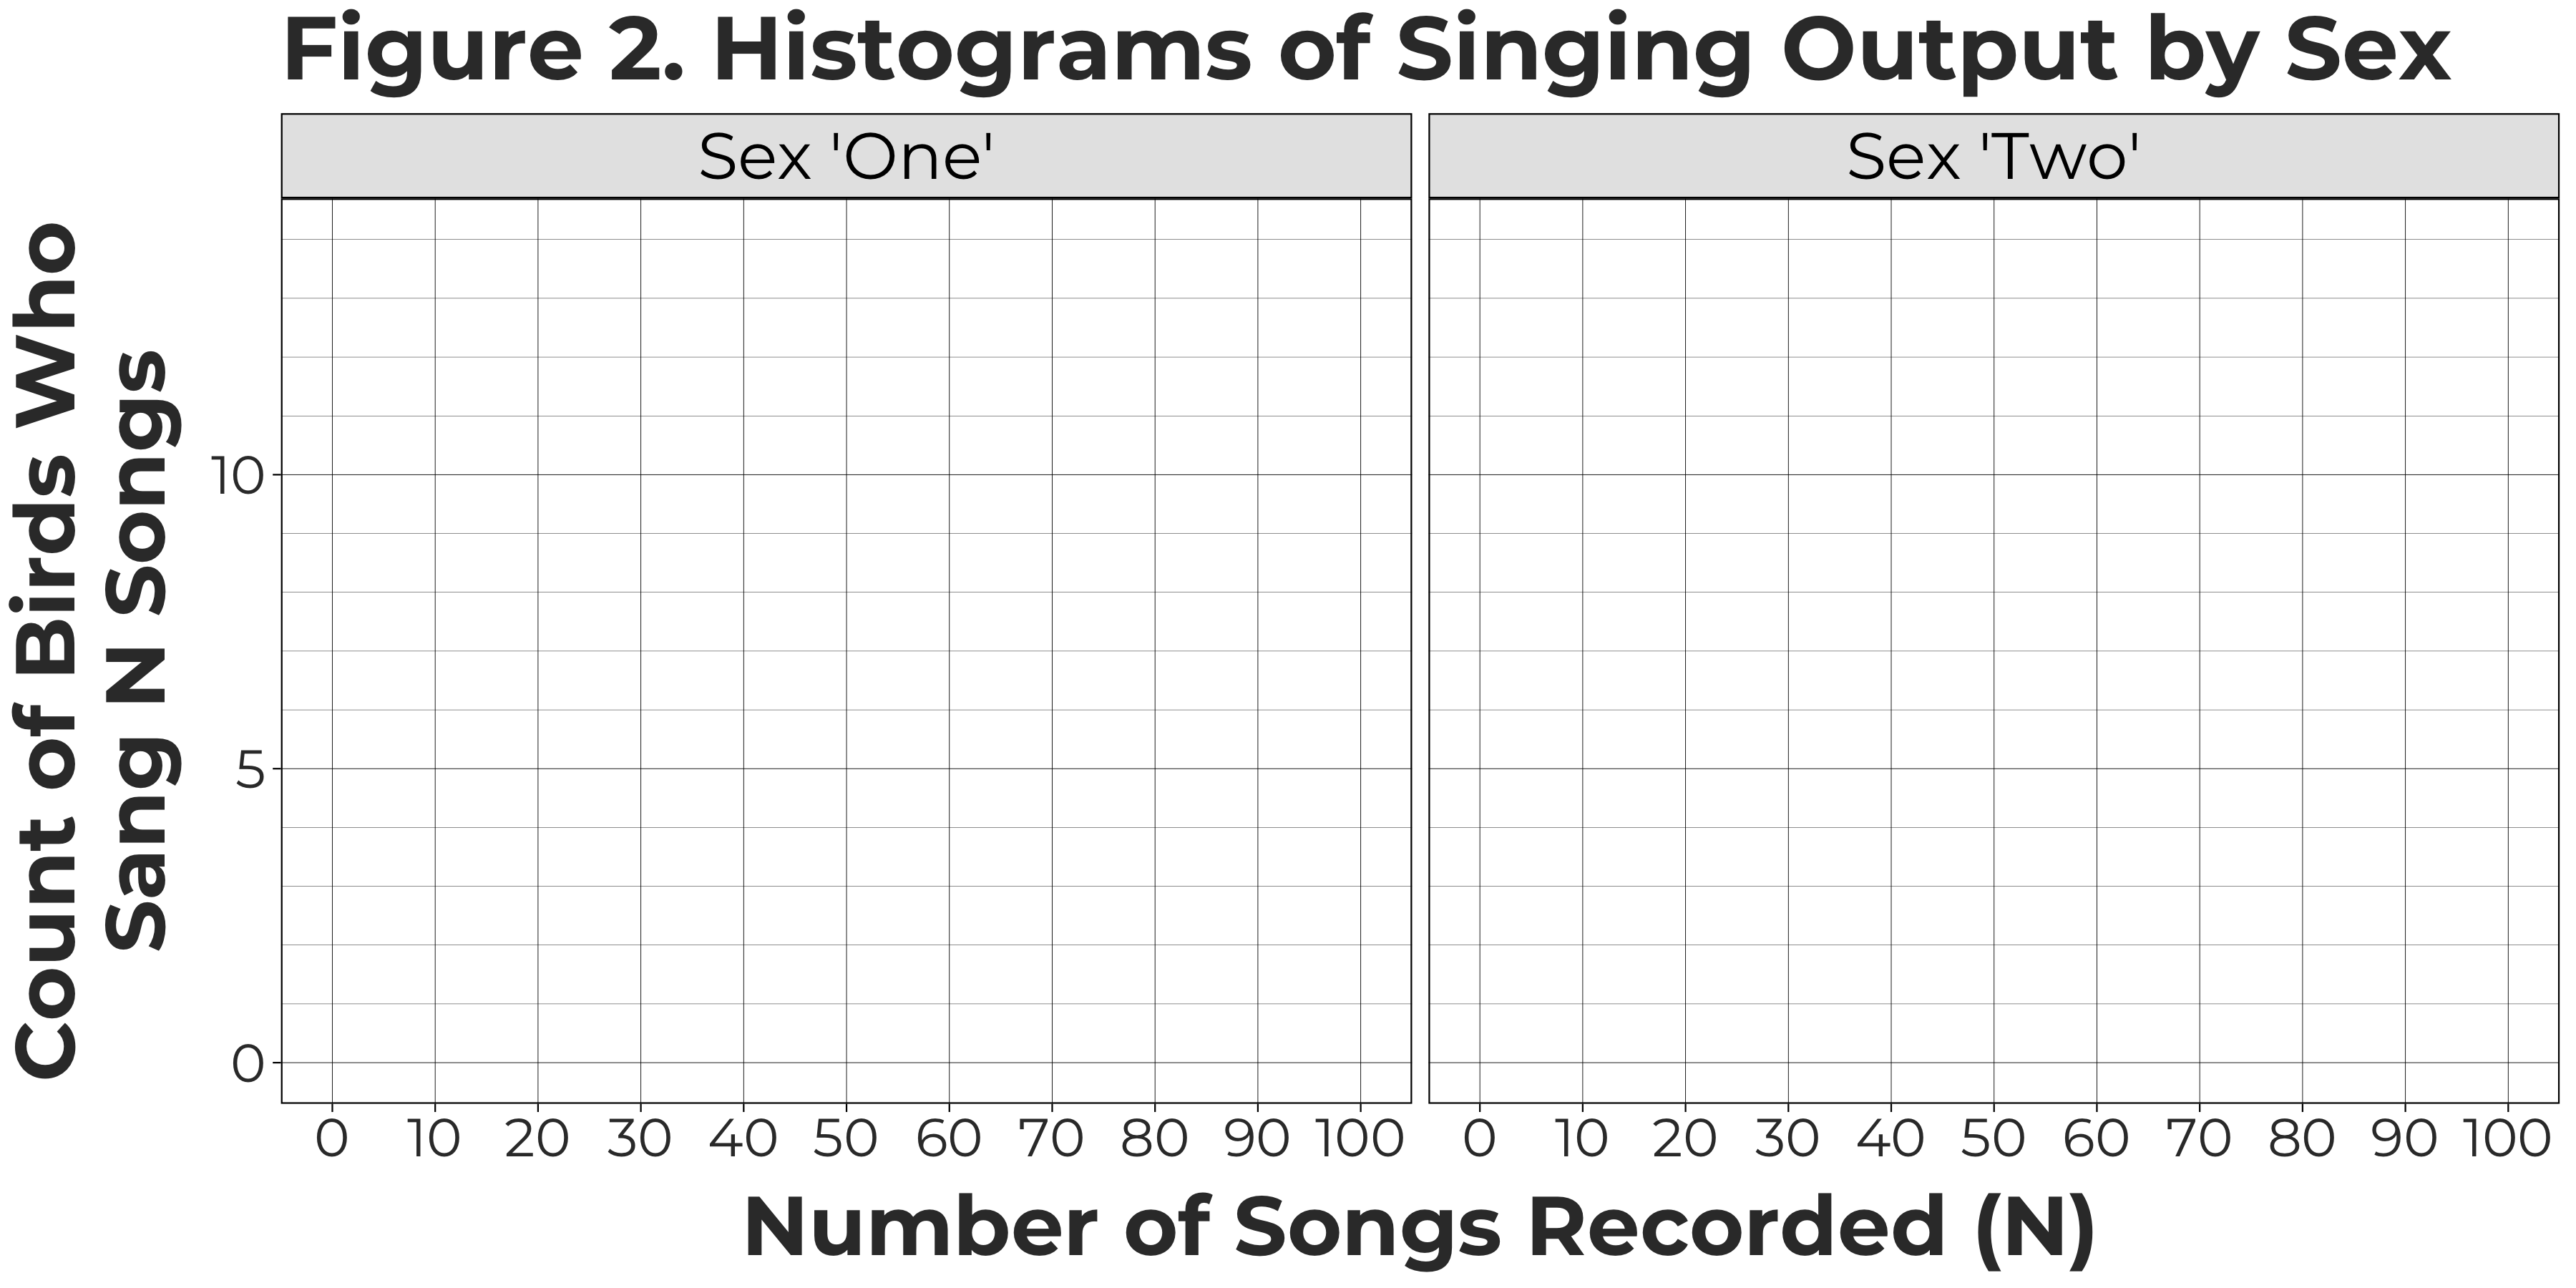 Figure 2. Histograms of Singing Output by Sex
Sex 'One'
Sex 'Two'
Count of Birds Who
Sang N Songs
10
5
0
0 10 20 30 40 50 60 70 80 90 100
0 10 20 30 40 50 60 70 80 90 100
Number of Songs Recorded (N)